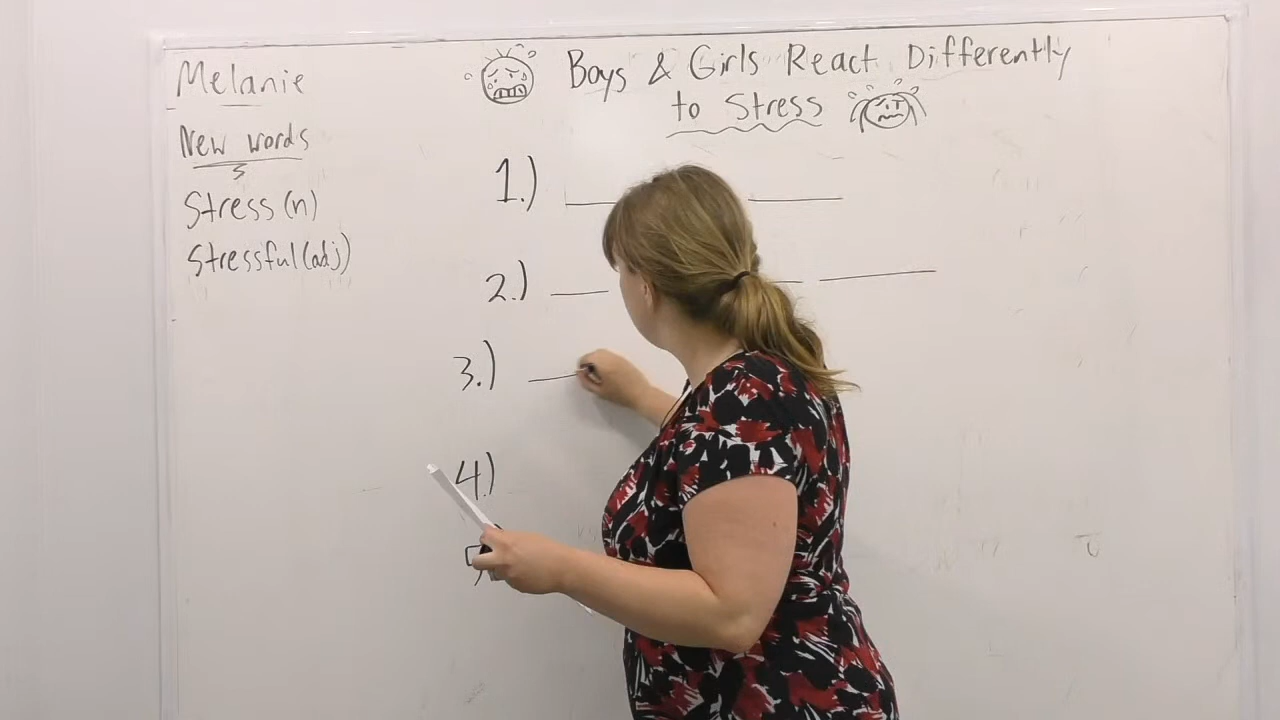 Melanie
New words
Stress (n)
Stressful (adj)
Boys & Girls React Differently
to Stress
1.)
2.)
3.)
4.)